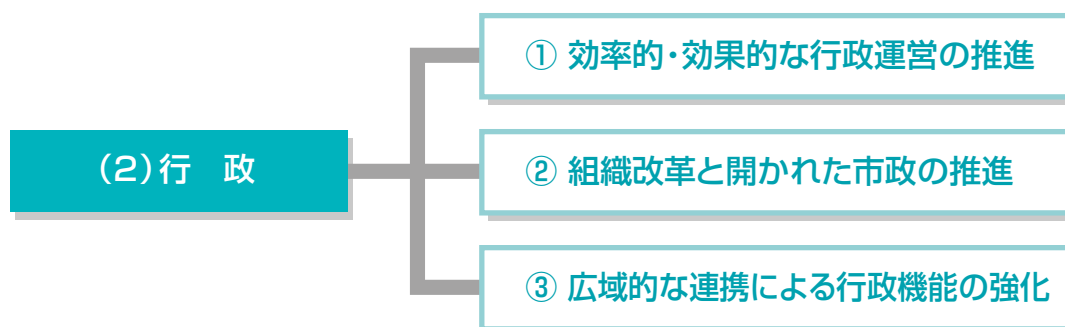 (2)行　政
① 効率的・効果的な行政運営の推進
② 組織改革と開かれた市政の推進
③ 広域的な連携による行政機能の強化